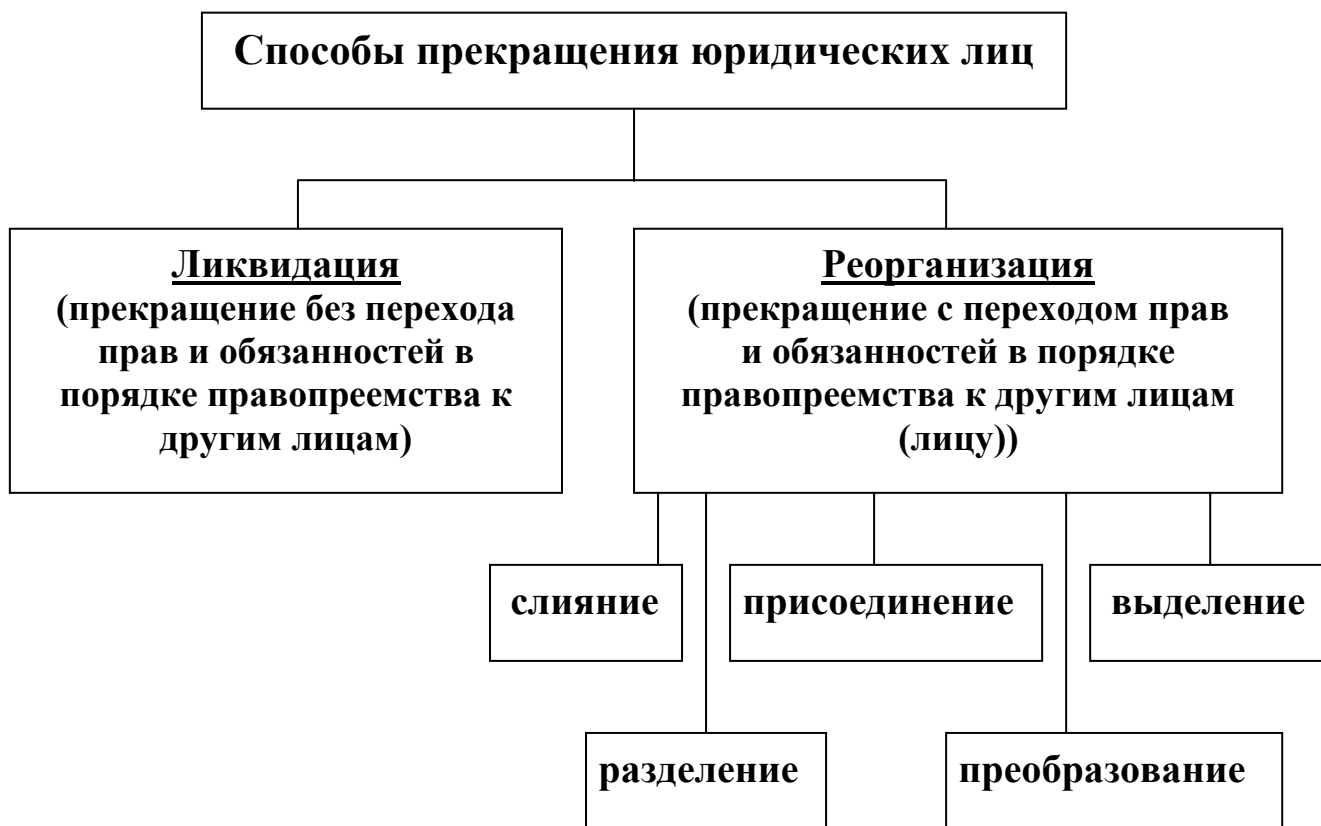 Способы прекращения юридических лиц
Ликвидация
(прекращение без перехода
прав и обязанностей в
порядке правопреемства к
другим лицам)
Реорганизация
(прекращение с переходом прав
и обязанностей в порядке
правопреемства к другим лицам
(лицу))
слияние
присоединение
выделение
разделение
преобразование